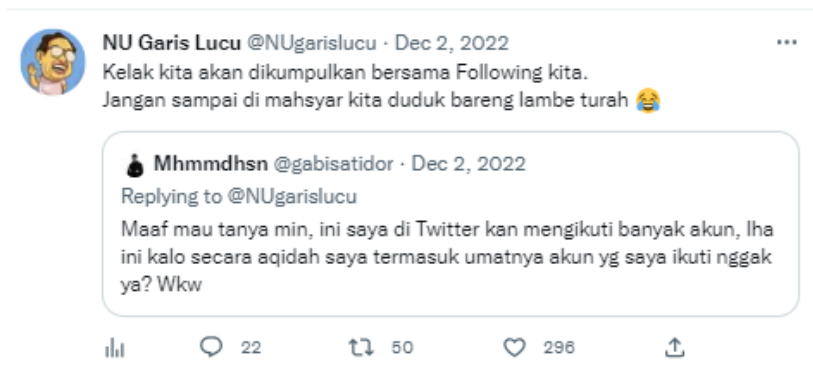 NU Garis Lucu @NUgarislucu · Dec 2, 2022
Kelak kita akan dikumpulkan bersama Following kita.
Jangan sampai di mahsyar kita duduk bareng lambe turah 😂
Mhmmdhsn @gabisatidor · Dec 2, 2022
Replying to @NUgarislucu
Maaf mau tanya min, ini saya di Twitter kan mengikuti banyak akun, lha
ini kalo secara aqidah saya termasuk umatnya akun yg saya ikuti nggak
ya? Wkw
22 50 296